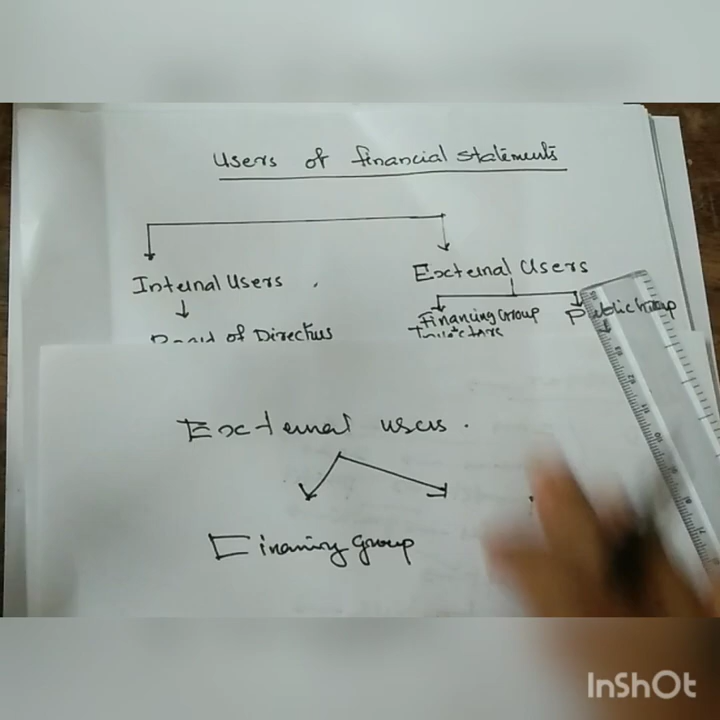 Users of financial statements
Internal Users
External Users
Financing Group
Public Group
Board of Directors
External users.
Financing Group
InShOt